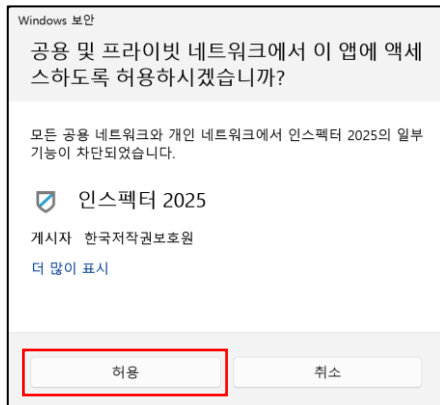 Windows 보안
공용 및 프라이빗 네트워크에서 이 앱에 액세
스하도록 허용하시겠습니까?
모든 공용 네트워크와 개인 네트워크에서 인스펙터 2025의 일부
기능이 차단되었습니다.
인스펙터 2025
게시자 한국저작권보호원
더 많이 표시
허용 취소